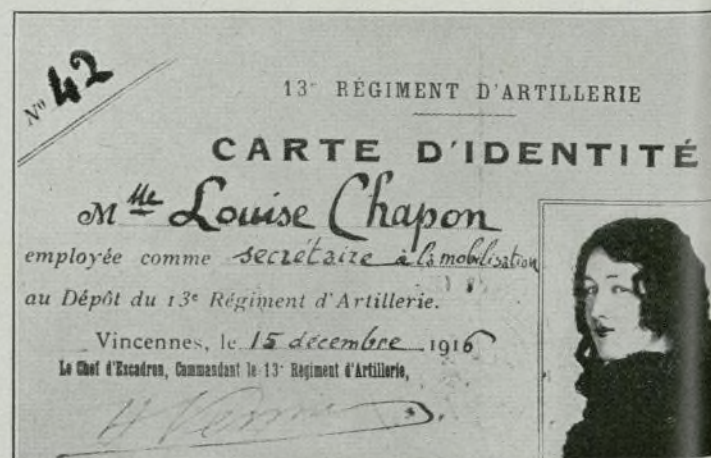 N° 42
13e RÉGIMENT D'ARTILLERIE
CARTE D'IDENTITÉ
Mlle Louise Chapon
employée comme secrétaire à la mobilisation
au Dépôt du 13e Régiment d'Artillerie.
Vincennes, le 15 décembre 1916
Le Chef d'Escadron, Commandant le 13e Régiment d'Artillerie,